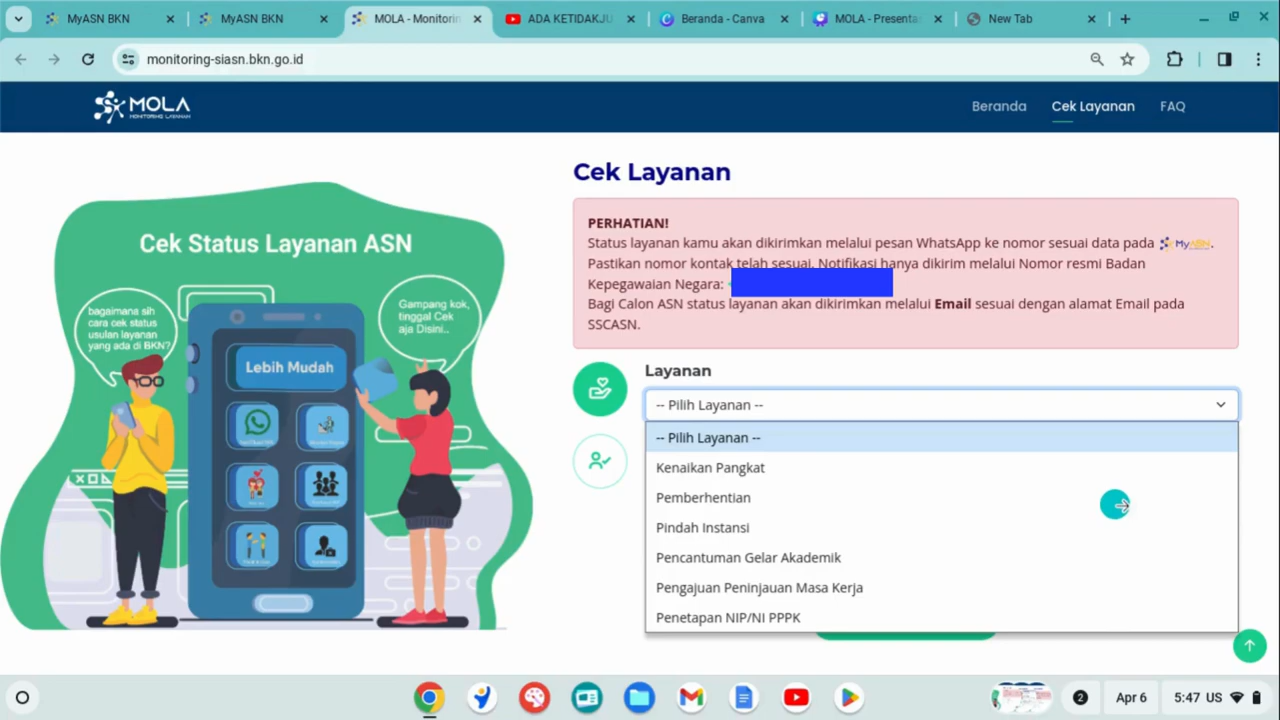 MyASN BKN
MyASN BKN
MOLA - Monitorin
ADA KETIDAKJU
Beranda - Canva
MOLA - Presenta
New Tab
monitoring-siasn.bkn.go.id
MOLA
MONITORING LAYANAN
Beranda
Cek Layanan
FAQ
Cek Status Layanan ASN
bagaimana sih
cara cek status
usulan layanan
yang ada di BKN?
Gampang kok,
tinggal Cek
aja Disini..
Lebih Mudah
Cek Layanan
PERHATIAN!
Status layanan kamu akan dikirimkan melalui pesan WhatsApp ke nomor sesuai data pada MyASN.
Pastikan nomor kontak telah sesuai. Notifikasi hanya dikirim melalui Nomor resmi Badan
Kepegawaian Negara:
Bagi Calon ASN status layanan akan dikirimkan melalui Email sesuai dengan alamat Email pada
SSCASN.
Layanan
-- Pilih Layanan --
-- Pilih Layanan --
Kenaikan Pangkat
Pemberhentian
Pindah Instansi
Pencantuman Gelar Akademik
Pengajuan Peninjauan Masa Kerja
Penetapan NIP/NI PPPK
2
Apr 6
5:47 US